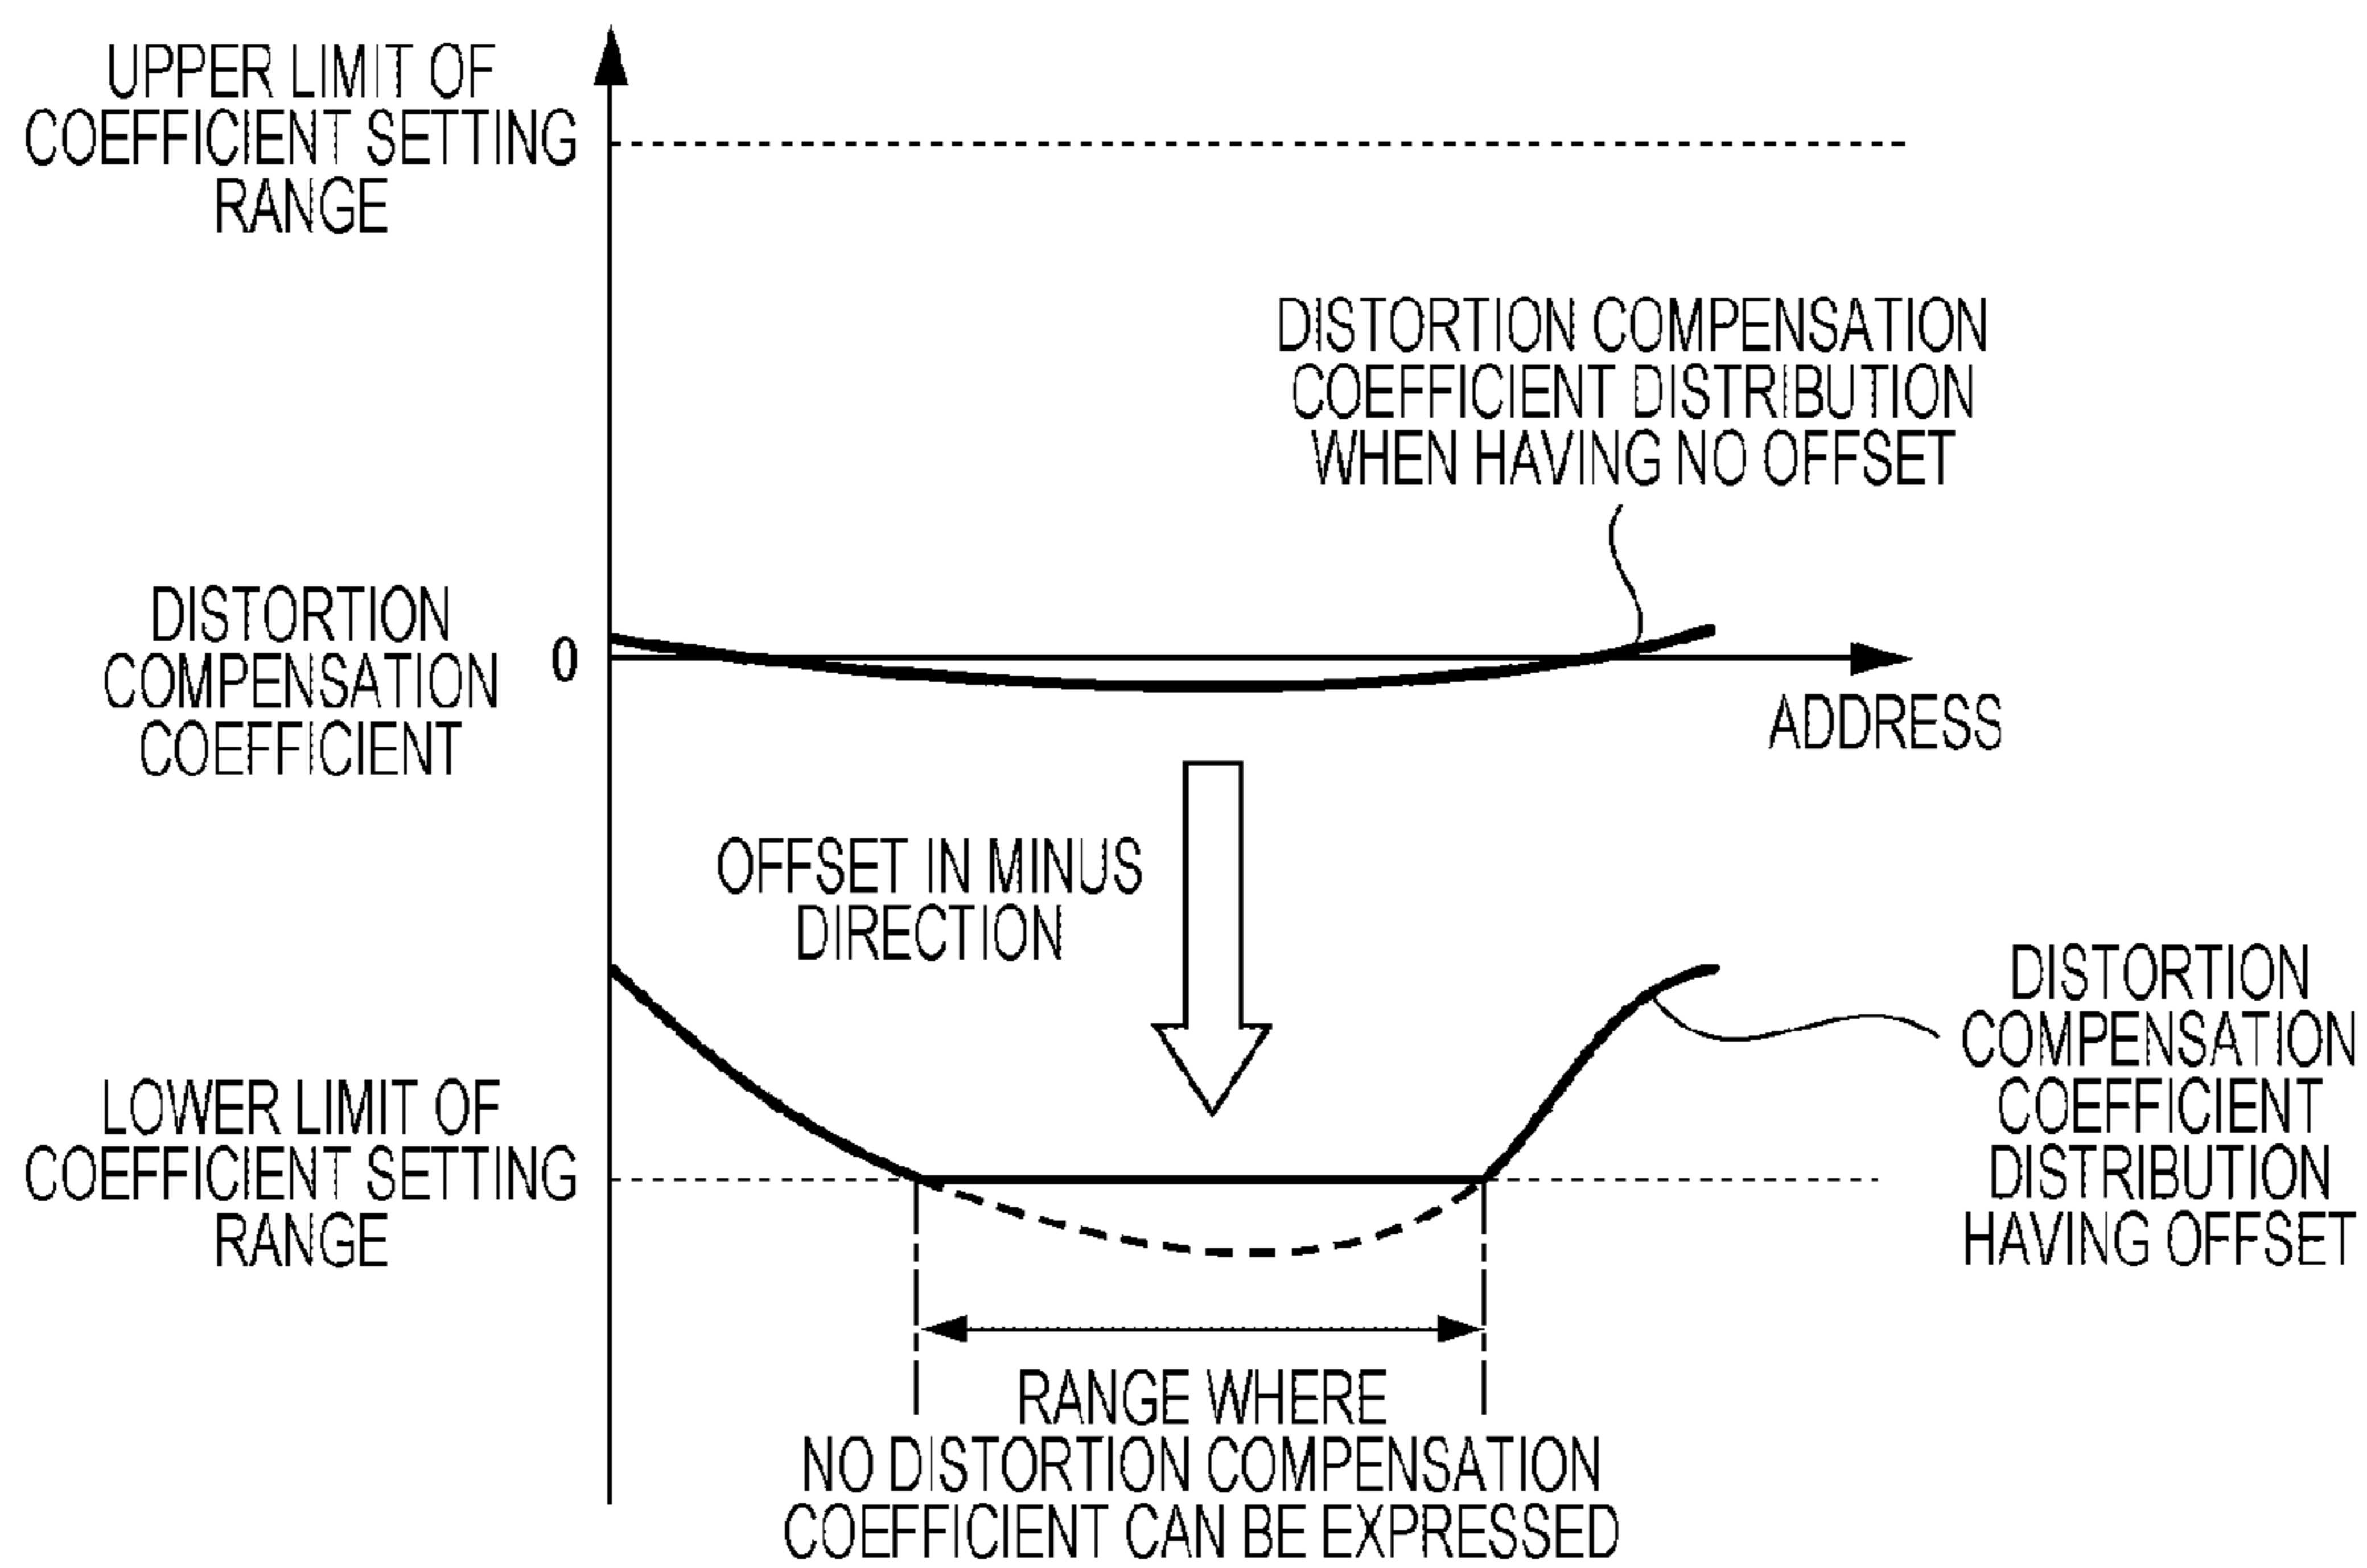 UPPER LIMIT OF
COEFFICIENT SETTING
RANGE
DISTORTION COMPENSATION
COEFFICIENT DISTRIBUTION
WHEN HAVING NO OFFSET
DISTORTION
COMPENSATION
COEFFICIENT
0
ADDRESS
OFFSET IN MINUS
DIRECTION
DISTORTION
COMPENSATION
COEFFICIENT
DISTRIBUTION
HAVING OFFSET
LOWER LIMIT OF
COEFFICIENT SETTING
RANGE
RANGE WHERE
NO DISTORTION COMPENSATION
COEFFICIENT CAN BE EXPRESSED